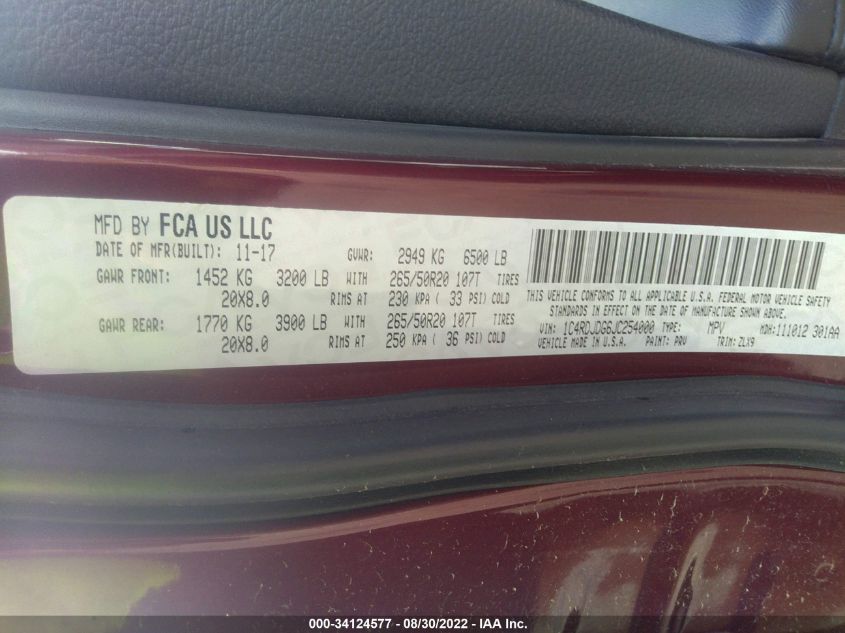 MFD BY FCA US LLC
DATE OF MFR(BUILT): 11-17 GVWR: 2949 KG 6500 LB
GAWR FRONT: 1452 KG 3200 LB WITH 265/50R20 107T TIRES
20X8.0 RIMS AT 230 KPA ( 33 PSI) COLD
GAWR REAR: 1770 KG 3900 LB WITH 265/50R20 107T TIRES
20X8.0 RIMS AT 250 KPA ( 36 PSI) COLD
THIS VEHICLE CONFORMS TO ALL APPLICABLE U.S.A. FEDERAL MOTOR VEHICLE SAFETY
STANDARDS IN EFFECT ON THE DATE OF MANUFACTURE SHOWN ABOVE.
VIN: 1C4RDJDG6JC254000 TYPE: MPV MDH:111012 301AA
VEHICLE MADE IN U.S.A. PAINT: PRV TRIM: ZLX9
000-34124577 - 08/30/2022 - IAA Inc.